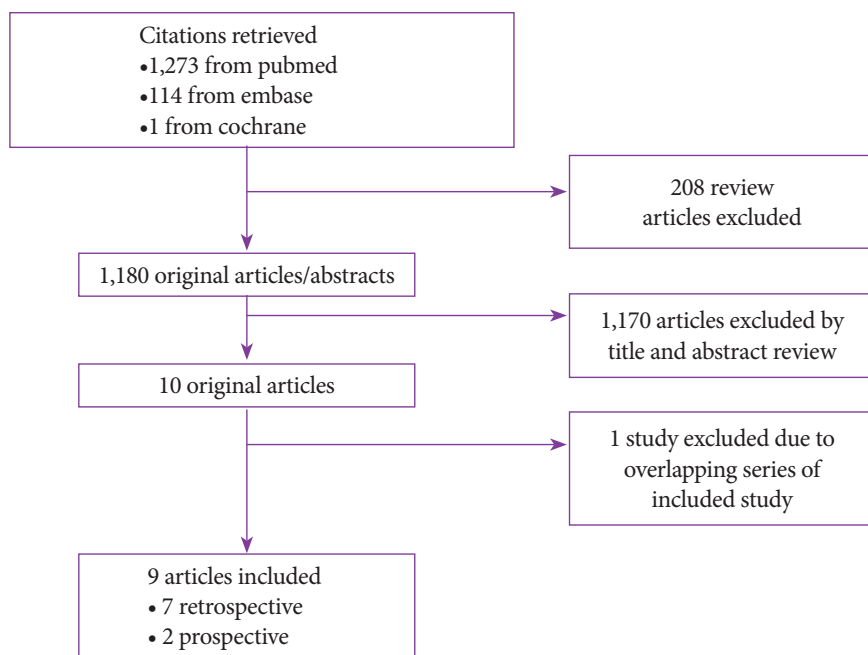 Citations retrieved
•1,273 from pubmed
•114 from embase
•1 from cochrane
208 review
articles excluded
1,180 original articles/abstracts
1,170 articles excluded by
title and abstract review
10 original articles
1 study excluded due to
overlapping series of
included study
9 articles included
• 7 retrospective
• 2 prospective